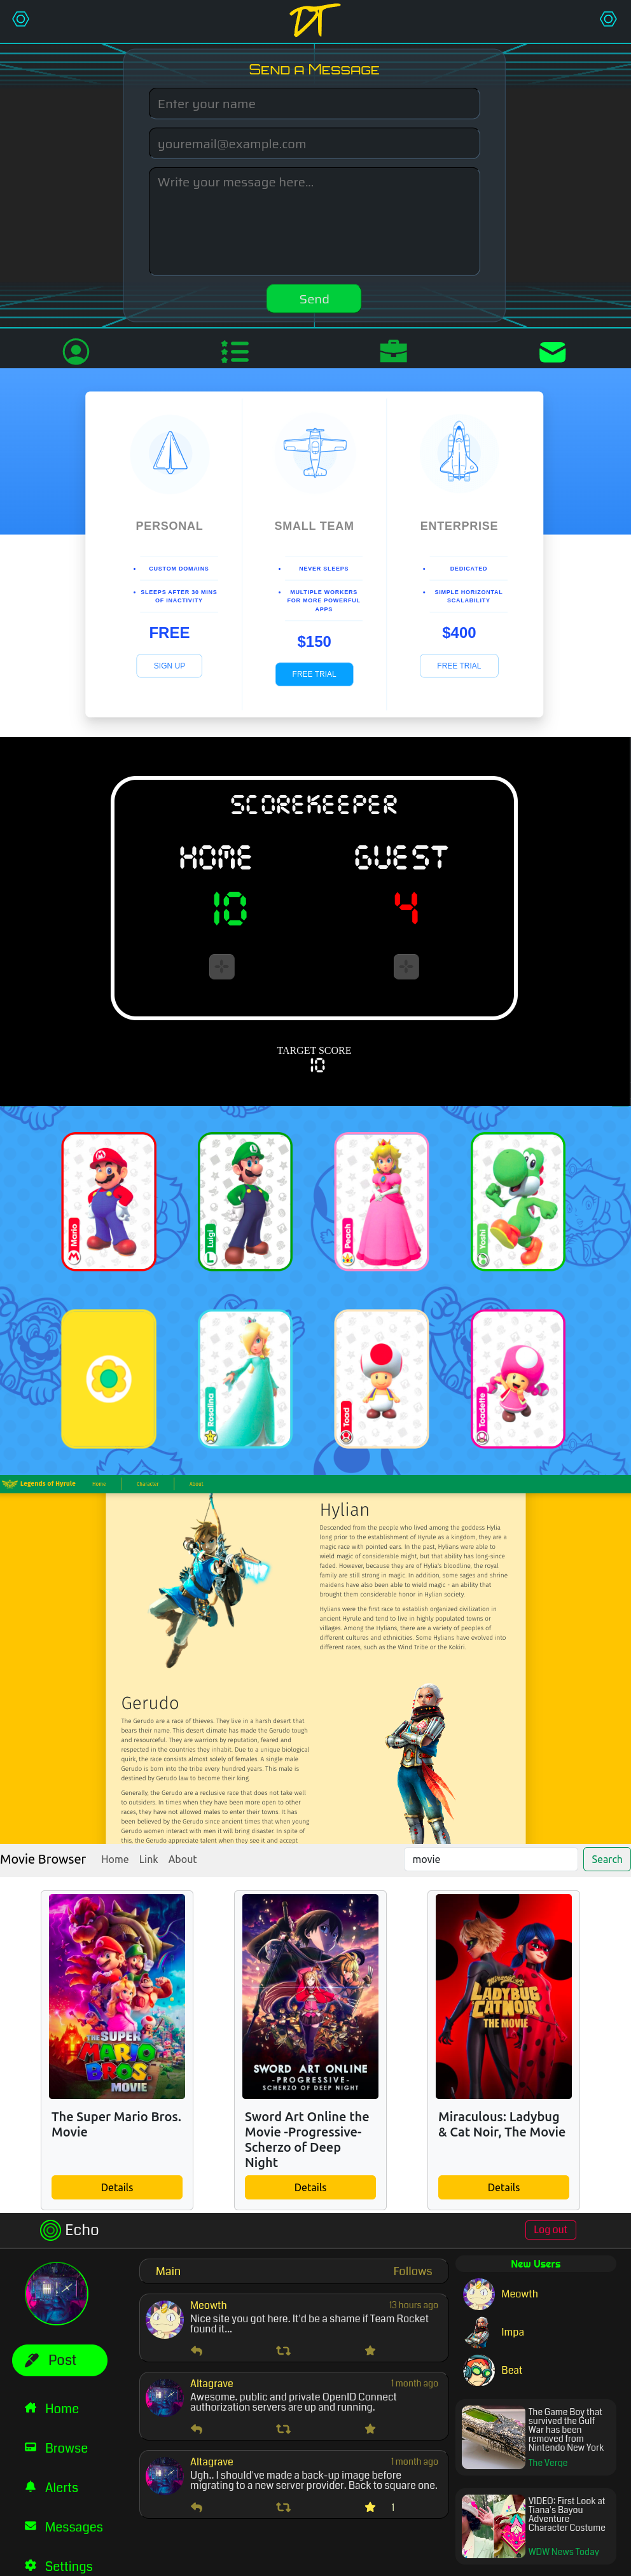 DT
Send a Message
Enter your name
youremail@example.com
Write your message here...
Send
PERSONAL
CUSTOM DOMAINS
SLEEPS AFTER 30 MINS
OF INACTIVITY
FREE
SIGN UP
SMALL TEAM
NEVER SLEEPS
MULTIPLE WORKERS
FOR MORE POWERFUL
APPS
$150
FREE TRIAL
ENTERPRISE
DEDICATED
SIMPLE HORIZONTAL
SCALABILITY
$400
FREE TRIAL
SCOREKEEPER
HOME
GUEST
10
4
TARGET SCORE
10
Mario
Luigi
Peach
Yoshi
Rosalina
Toad
Toadette
Legends of Hyrule
Home
Character
About
Hylian
Descended from the people who lived among the goddess Hylia
long prior to the establishment of Hyrule as a kingdom, they are a
magic race with pointed ears. In the past, Hylians were able to
wield magic of considerable might, but that ability has long-since
faded. However, because they are of Hylia's bloodline, the royal
family are still strong in magic. In addition, some sages and shrine
maidens have also been able to wield magic - an ability that
brought them considerable honor in Hylian society.
Hylians were the first race to establish organized civilization in
ancient Hyrule and tend to live in highly populated towns or
villages. Among the Hylians, there are a variety of peoples of
different cultures and ethnicities. Some Hylians have evolved into
different races, such as the Wind Tribe or the Kokiri.
Gerudo
The Gerudo are a race of thieves. They live in a harsh desert that
bears their name. This desert climate has made the Gerudo tough
and resourceful. They are warriors by reputation, feared and
respected in the countries they inhabit. Due to a unique biological
quirk, the race consists almost solely of females. A single male
Gerudo is born into the tribe every hundred years. This male is
destined by Gerudo law to become their king.
Generally, the Gerudo are a reclusive race that does not take well
to outsiders. In times when they have been more open to other
races, they have not allowed males to enter their towns. It has
been believed by the Gerudo since ancient times that when young
Gerudo women interact with men it will bring disaster. In spite of
this, the Gerudo appreciate talent when they see it and accept
Movie Browser
Home
Link
About
movie
Search
THE SUPER
MARIO
BROS.
MOVIE
The Super Mario Bros.
Movie
Details
SWORD ART ONLINE
-PROGRESSIVE-
SCHERZO OF DEEP NIGHT
Sword Art Online the
Movie -Progressive-
Scherzo of Deep
Night
Details
Miraculous
LADYBUG
CATNOIR
THE MOVIE
Miraculous: Ladybug
& Cat Noir, The Movie
Details
Echo
Log out
Post
Home
Browse
Alerts
Messages
Settings
Main
Follows
Meowth
13 hours ago
Nice site you got here. It'd be a shame if Team Rocket
found it...
Altagrave
1 month ago
Awesome. public and private OpenID Connect
authorization servers are up and running.
Altagrave
1 month ago
Ugh.. I should've made a back-up image before
migrating to a new server provider. Back to square one.
1
New Users
Meowth
Impa
Beat
The Game Boy that
survived the Gulf
War has been
removed from
Nintendo New York
The Verge
VIDEO: First Look at
Tiana's Bayou
Adventure
Character Costume
WDW News Today